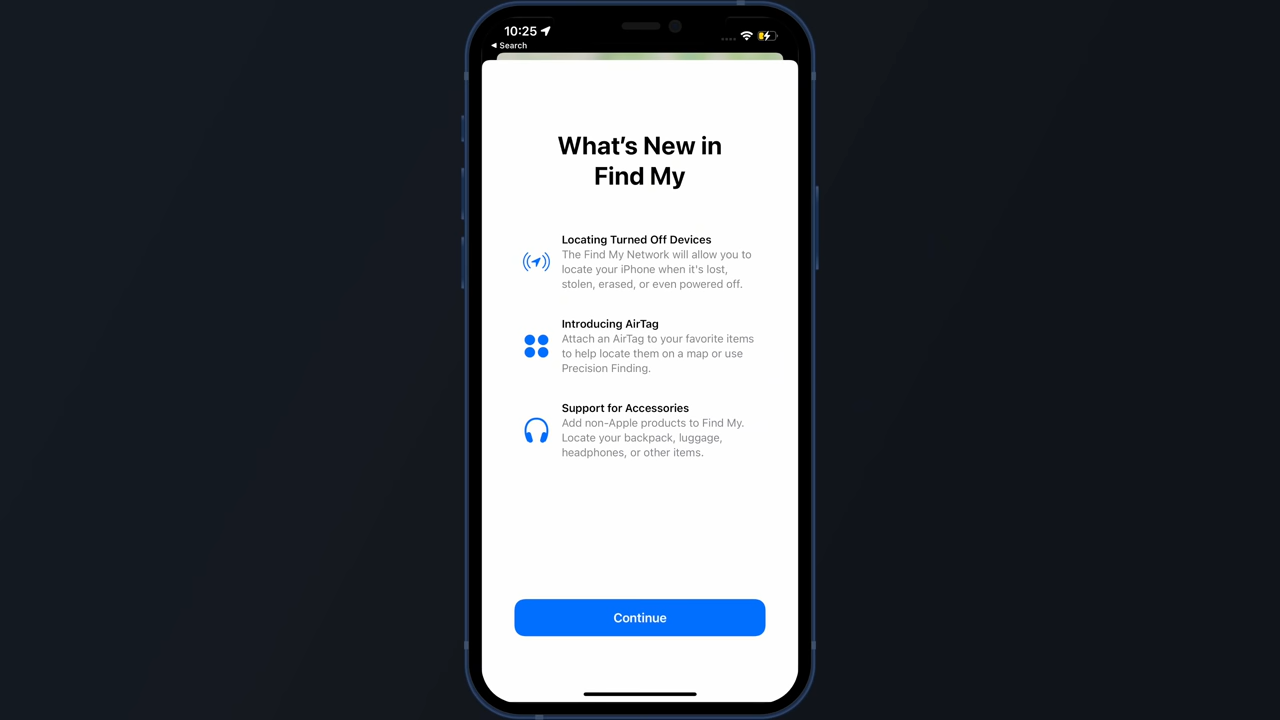 10:25
◀ Search
What's New in
Find My
Locating Turned Off Devices
The Find My Network will allow you to
locate your iPhone when it's lost,
stolen, erased, or even powered off.
Introducing AirTag
Attach an AirTag to your favorite items
to help locate them on a map or use
Precision Finding.
Support for Accessories
Add non-Apple products to Find My.
Locate your backpack, luggage,
headphones, or other items.
Continue